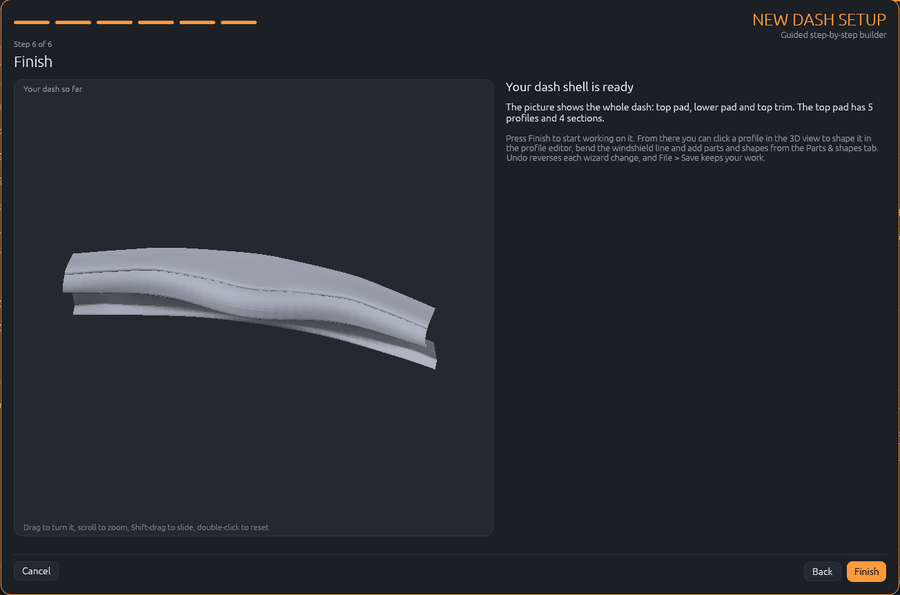 NEW DASH SETUP
Guided step-by-step builder
Step 6 of 6
Finish
Your dash so far
Your dash shell is ready
The picture shows the whole dash: top pad, lower pad and top trim. The top pad has 5
profiles and 4 sections.
Press Finish to start working on it. From there you can click a profile in the 3D view to shape it in
the profile editor, bend the windshield line and add parts and shapes from the Parts & shapes tab.
Undo reverses each wizard change, and File > Save keeps your work.
Drag to turn it, scroll to zoom, Shift-drag to slide, double-click to reset
Cancel
Back
Finish